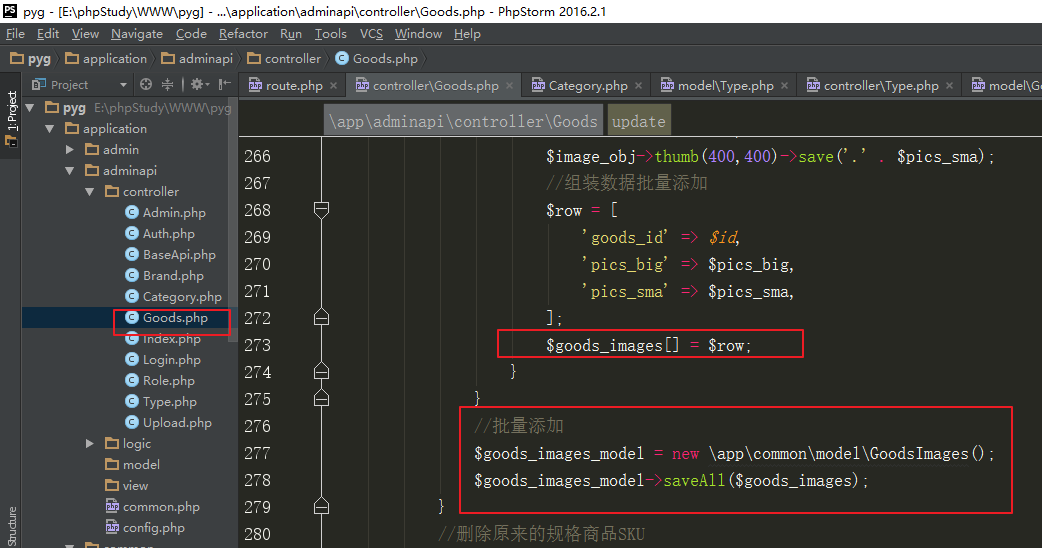 pyg - [E:\phpStudy\WWW\pyg] - ...\application\adminapi\controller\Goods.php - PhpStorm 2016.2.1
File Edit View Navigate Code Refactor Run Tools VCS Window Help
pyg application adminapi controller Goods.php
1: Project
Project
route.php controller\Goods.php Category.php model\Type.php controller\Type.php model\G
pyg E:\phpStudy\WWW\pyg
application
admin
adminapi
controller
Admin.php
Auth.php
BaseApi.php
Brand.php
Category.php
Goods.php
Index.php
Login.php
Role.php
Type.php
Upload.php
logic
model
view
common.php
config.php
common
Structure
\app\adminapi\controller\Goods update
266 $image_obj->thumb(400,400)->save('.' . $pics_sma);
267 //组装数据批量添加
268 $row = [
269 'goods_id' => $id,
270 'pics_big' => $pics_big,
271 'pics_sma' => $pics_sma,
272 ];
273 $goods_images[] = $row;
274 }
275 }
276 //批量添加
277 $goods_images_model = new \app\common\model\GoodsImages();
278 $goods_images_model->saveAll($goods_images);
279 }
280 //删除原来的规格商品SKU